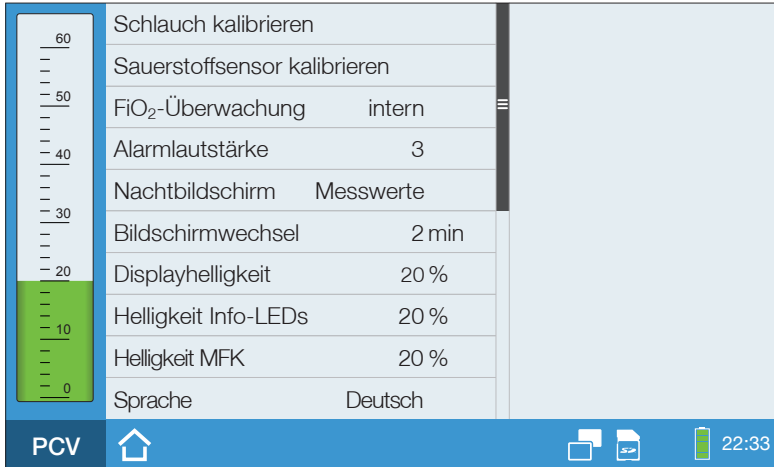 60
50
40
30
20
10
0
Schlauch kalibrieren
Sauerstoffsensor kalibrieren
FiO₂-Überwachung intern
Alarmlautstärke 3
Nachtbildschirm Messwerte
Bildschirmwechsel 2 min
Displayhelligkeit 20 %
Helligkeit Info-LEDs 20 %
Helligkeit MFK 20 %
Sprache Deutsch
PCV 22:33